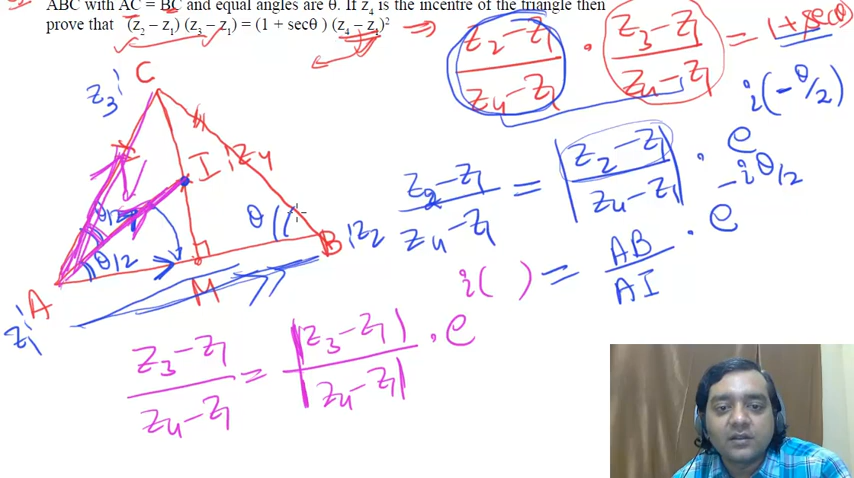 ABC with AC = BC and equal angles are θ. If z₄ is the incentre of the triangle then
prove that (z₂ – z₁) (z₃ – z₁) = (1 + secθ ) (z₄ – z₁)²
⇒ z₂ – z₁ / z₄ – z₁ · z₃ – z₁ / z₄ – z₁ = 1 + secθ
C
z₃
I
z₄
θ/2
θ/2
θ
A
z₁
M
B
z₂
z₂ – z₁ / z₄ – z₁ = |z₂ – z₁ / z₄ – z₁| · e i(-θ/2)
= AB / AI · e -iθ/2
z₃ – z₁ / z₄ – z₁ = |z₃ – z₁| / |z₄ – z₁| · e i( )